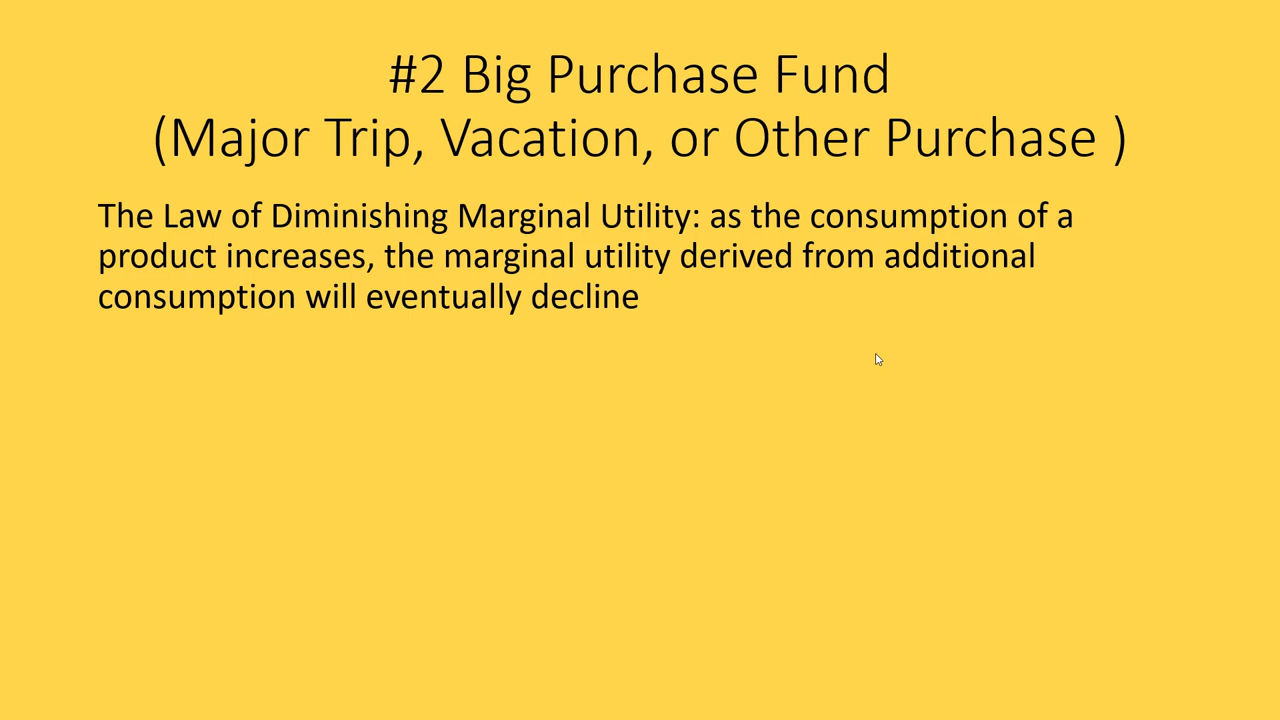 #2 Big Purchase Fund
(Major Trip, Vacation, or Other Purchase )
The Law of Diminishing Marginal Utility: as the consumption of a
product increases, the marginal utility derived from additional
consumption will eventually decline